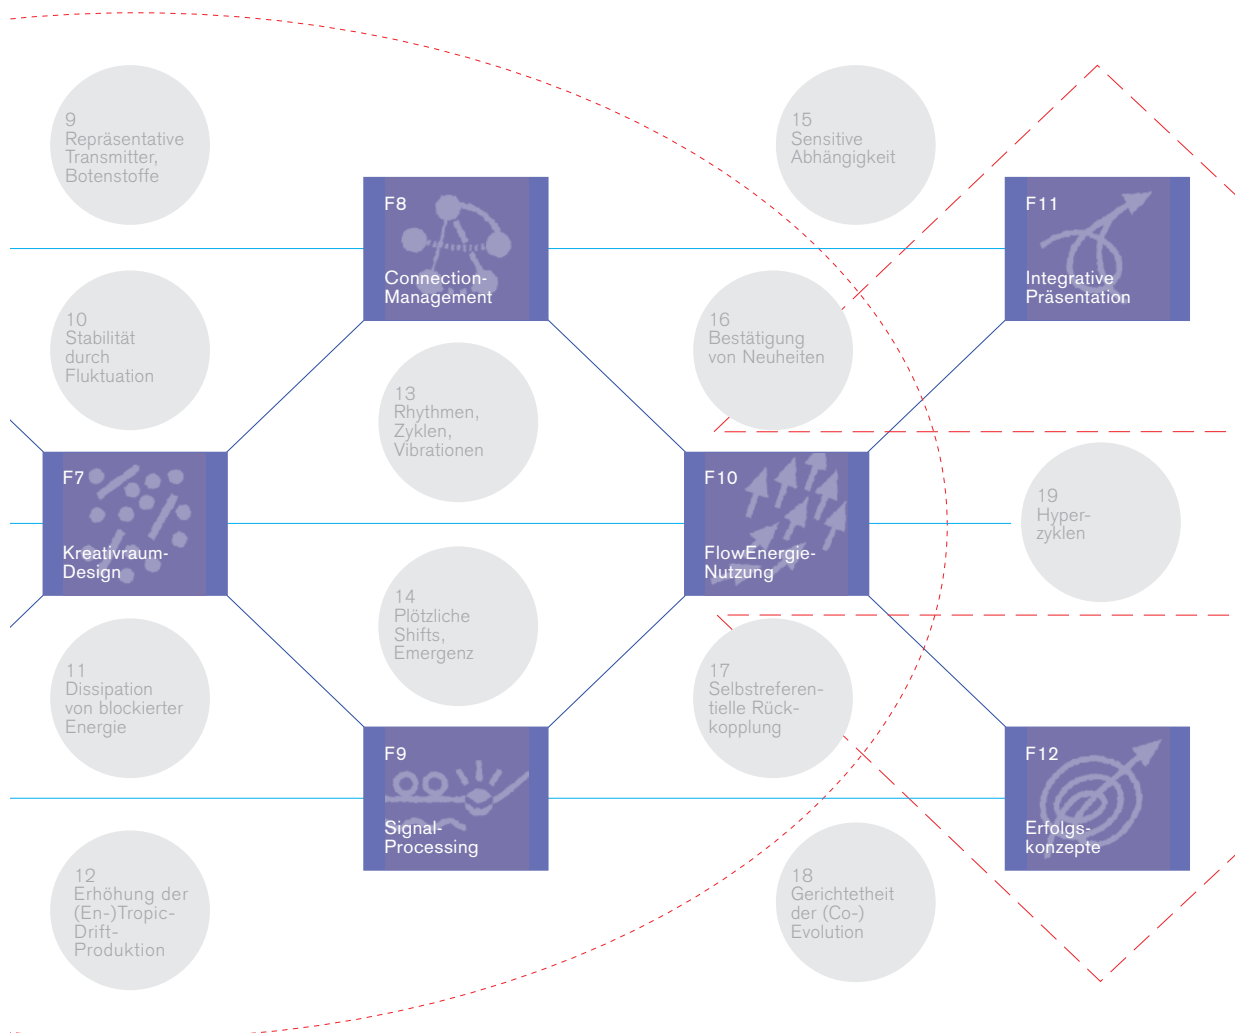 9
Repräsentative
Transmitter,
Botenstoffe
15
Sensitive
Abhängigkeit
F8
Connection-
Management
F11
Integrative
Präsentation
10
Stabilität
durch
Fluktuation
16
Bestätigung
von Neuheiten
13
Rhythmen,
Zyklen,
Vibrationen
F7
Kreativraum-
Design
F10
FlowEnergie-
Nutzung
19
Hyper-
zyklen
14
Plötzliche
Shifts,
Emergenz
11
Dissipation
von blockierter
Energie
17
Selbstreferen-
tielle Rück-
kopplung
F9
Signal-
Processing
F12
Erfolgs-
konzepte
12
Erhöhung der
(En-)Tropic-
Drift-
Produktion
18
Gerichtetheit
der (Co-)
Evolution